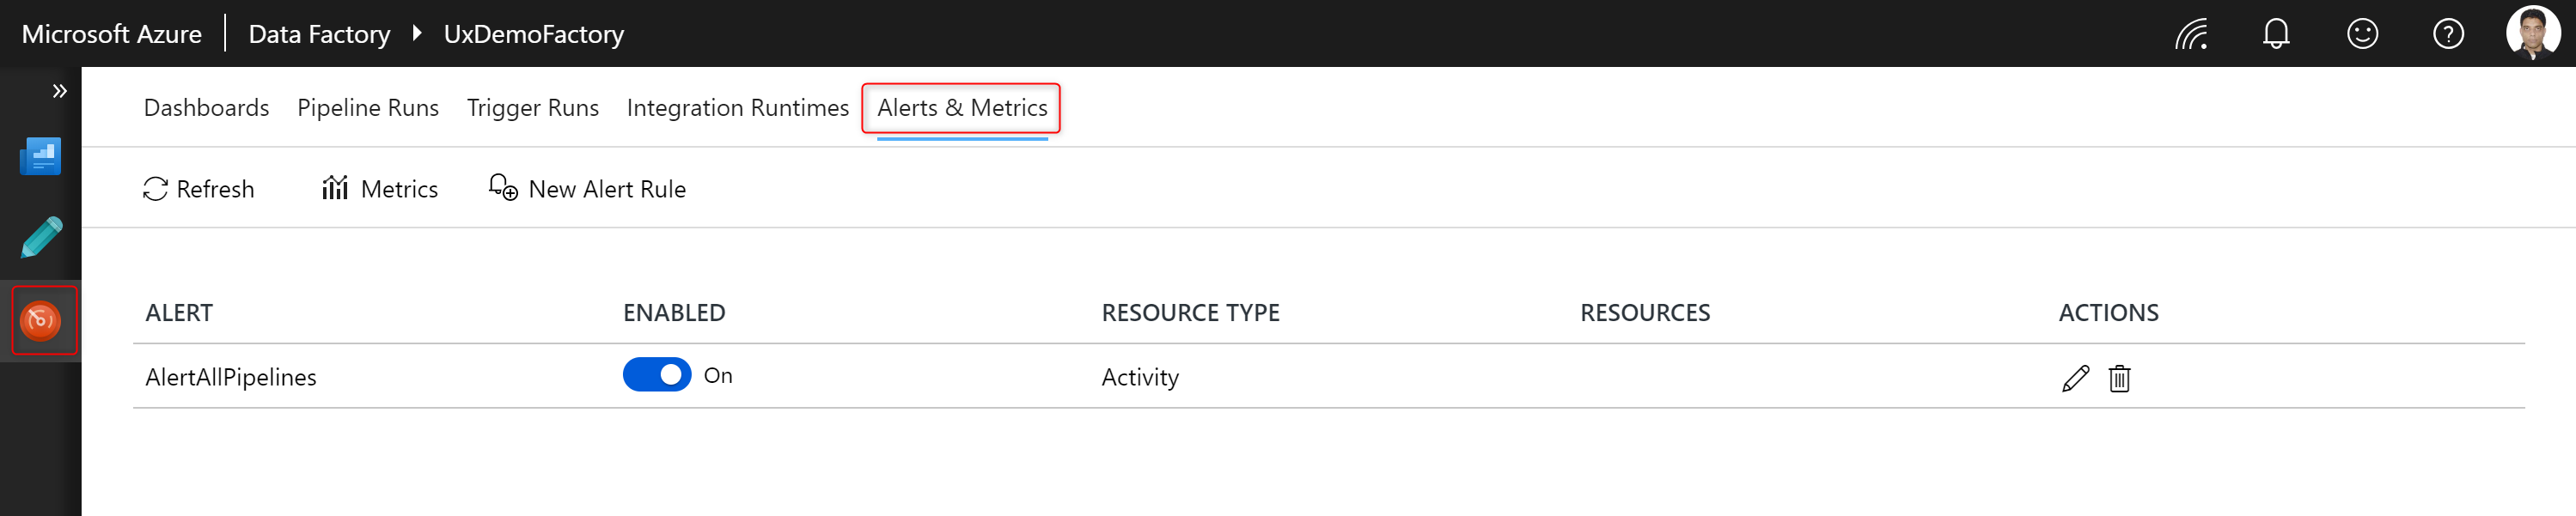 Microsoft Azure Data Factory UxDemoFactory
Dashboards Pipeline Runs Trigger Runs Integration Runtimes Alerts & Metrics
Refresh Metrics New Alert Rule
ALERT ENABLED RESOURCE TYPE RESOURCES ACTIONS
AlertAllPipelines On Activity